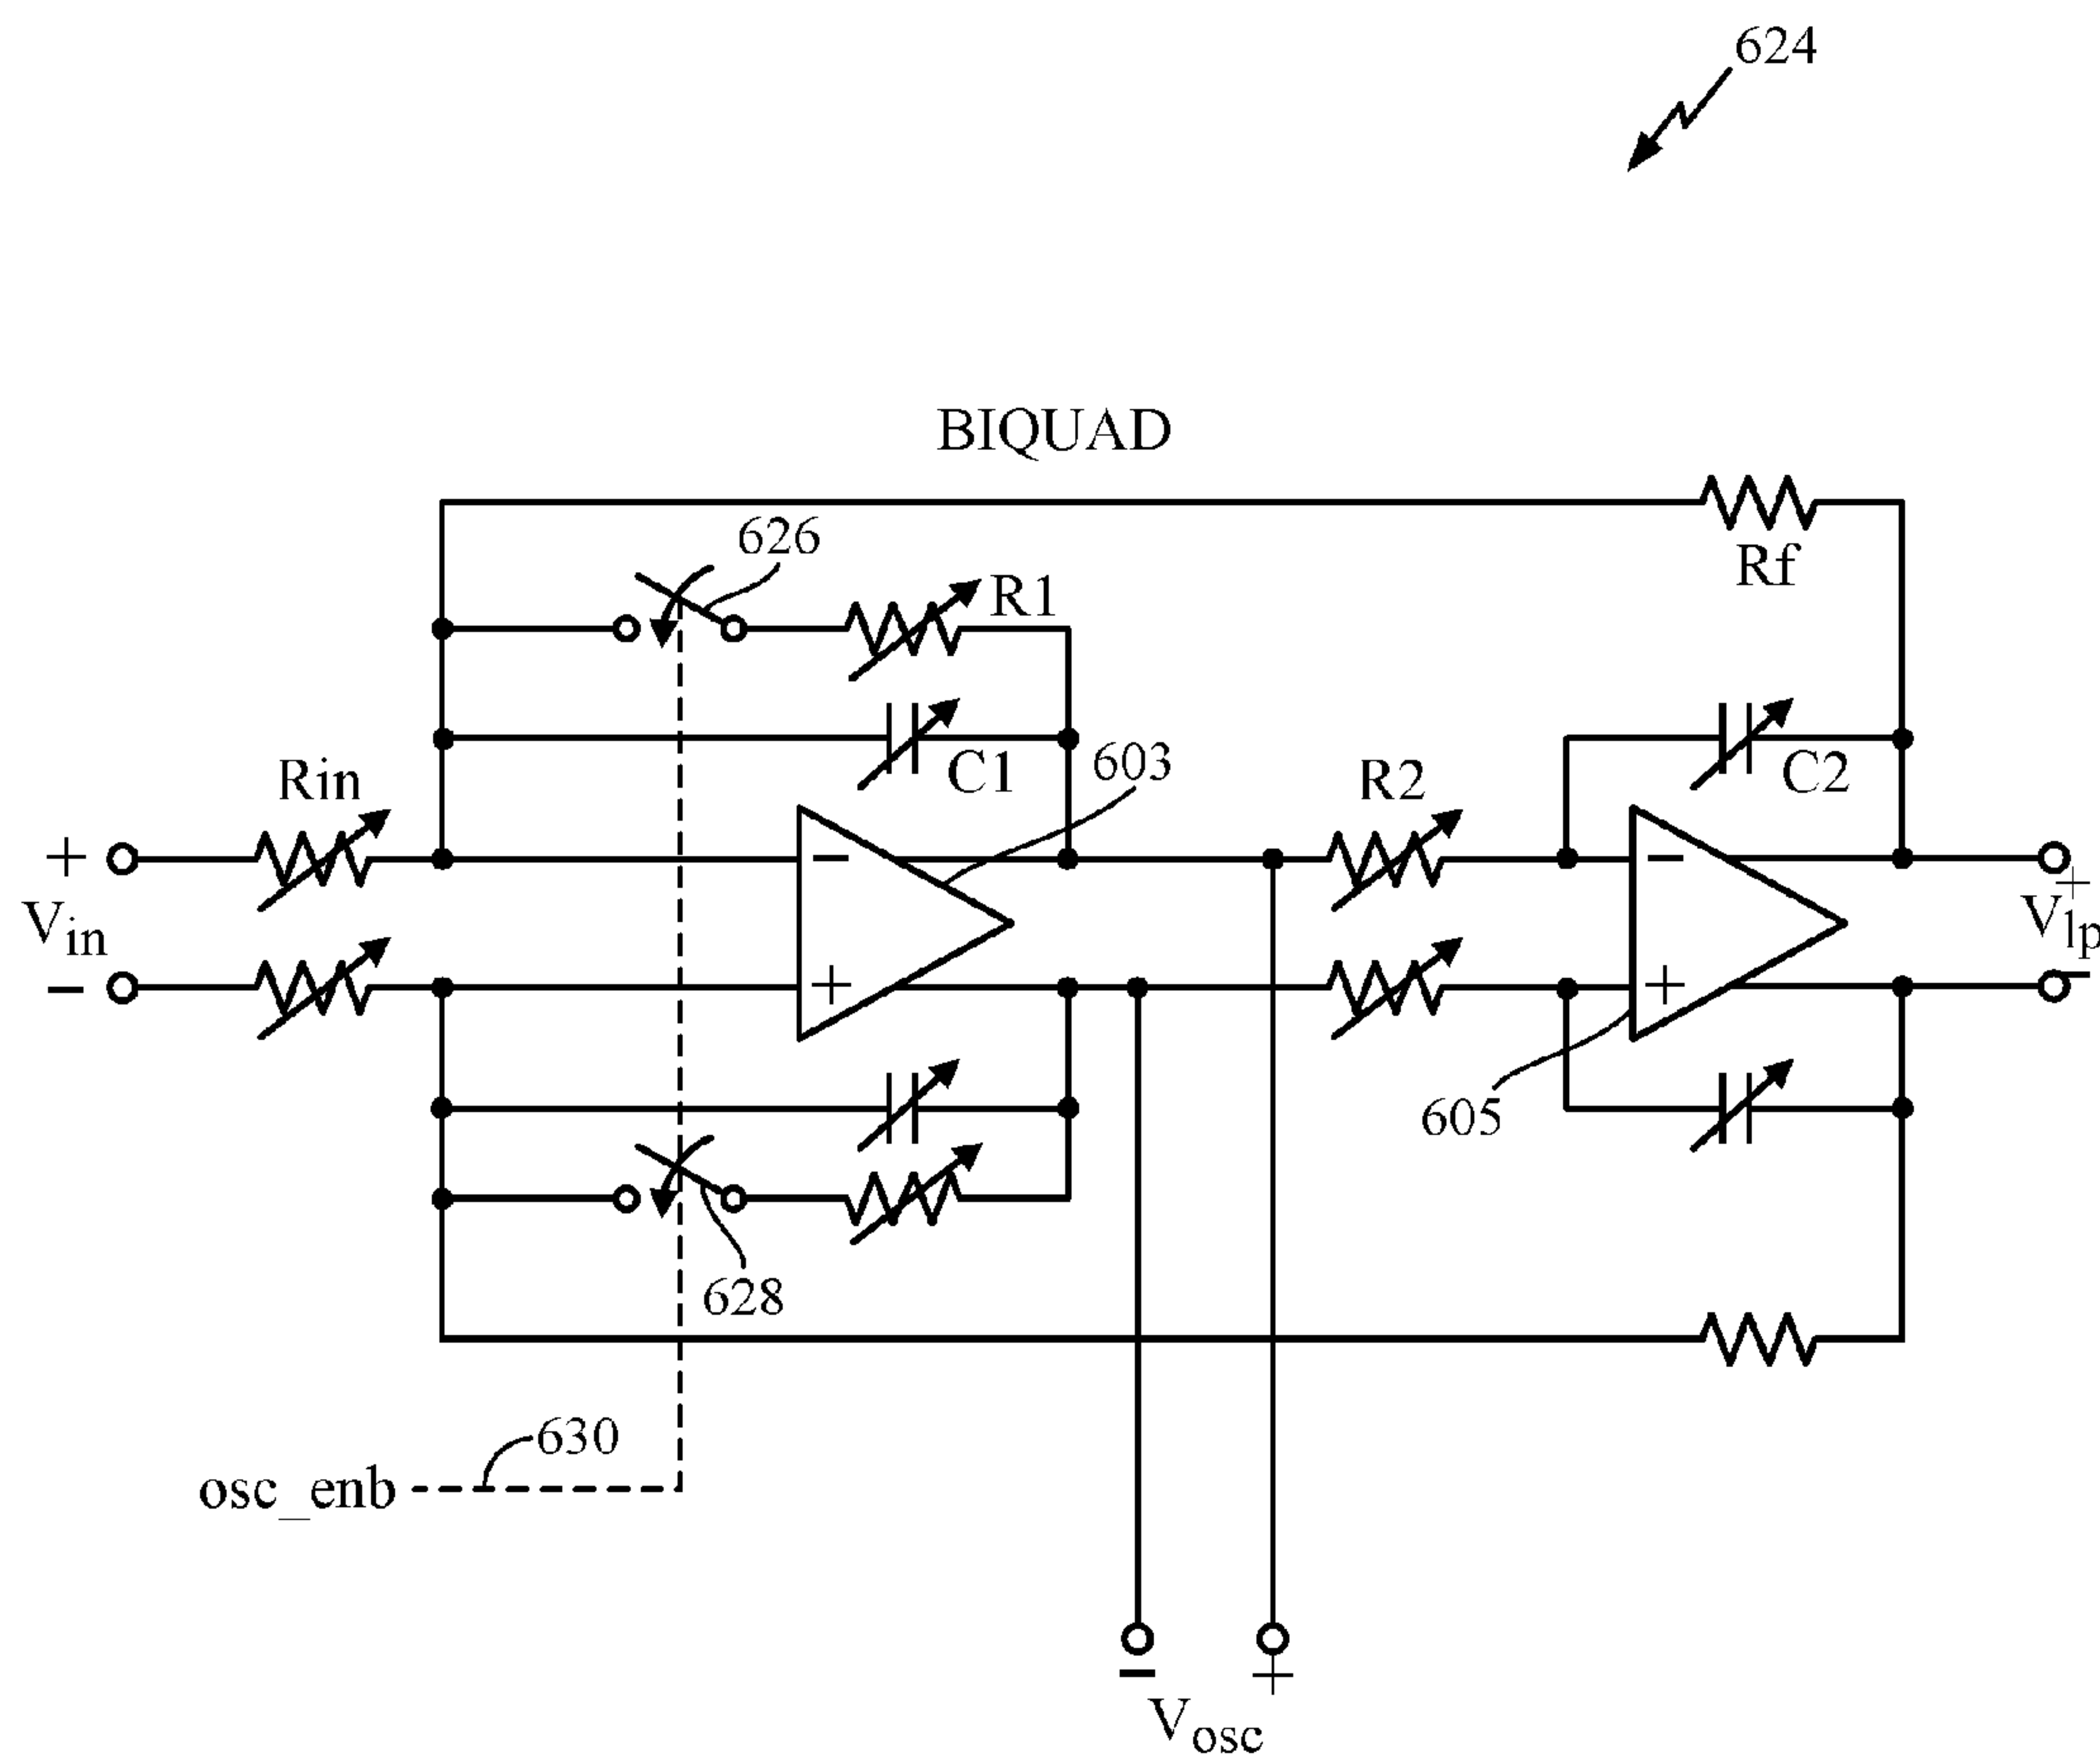 624
BIQUAD
626
Rf
R1
603
Rin
C1
R2
C2
+
− +
− +
Vin
Vlp
−
+
−
+
−
605
628
630
osc_enb
− +
Vosc